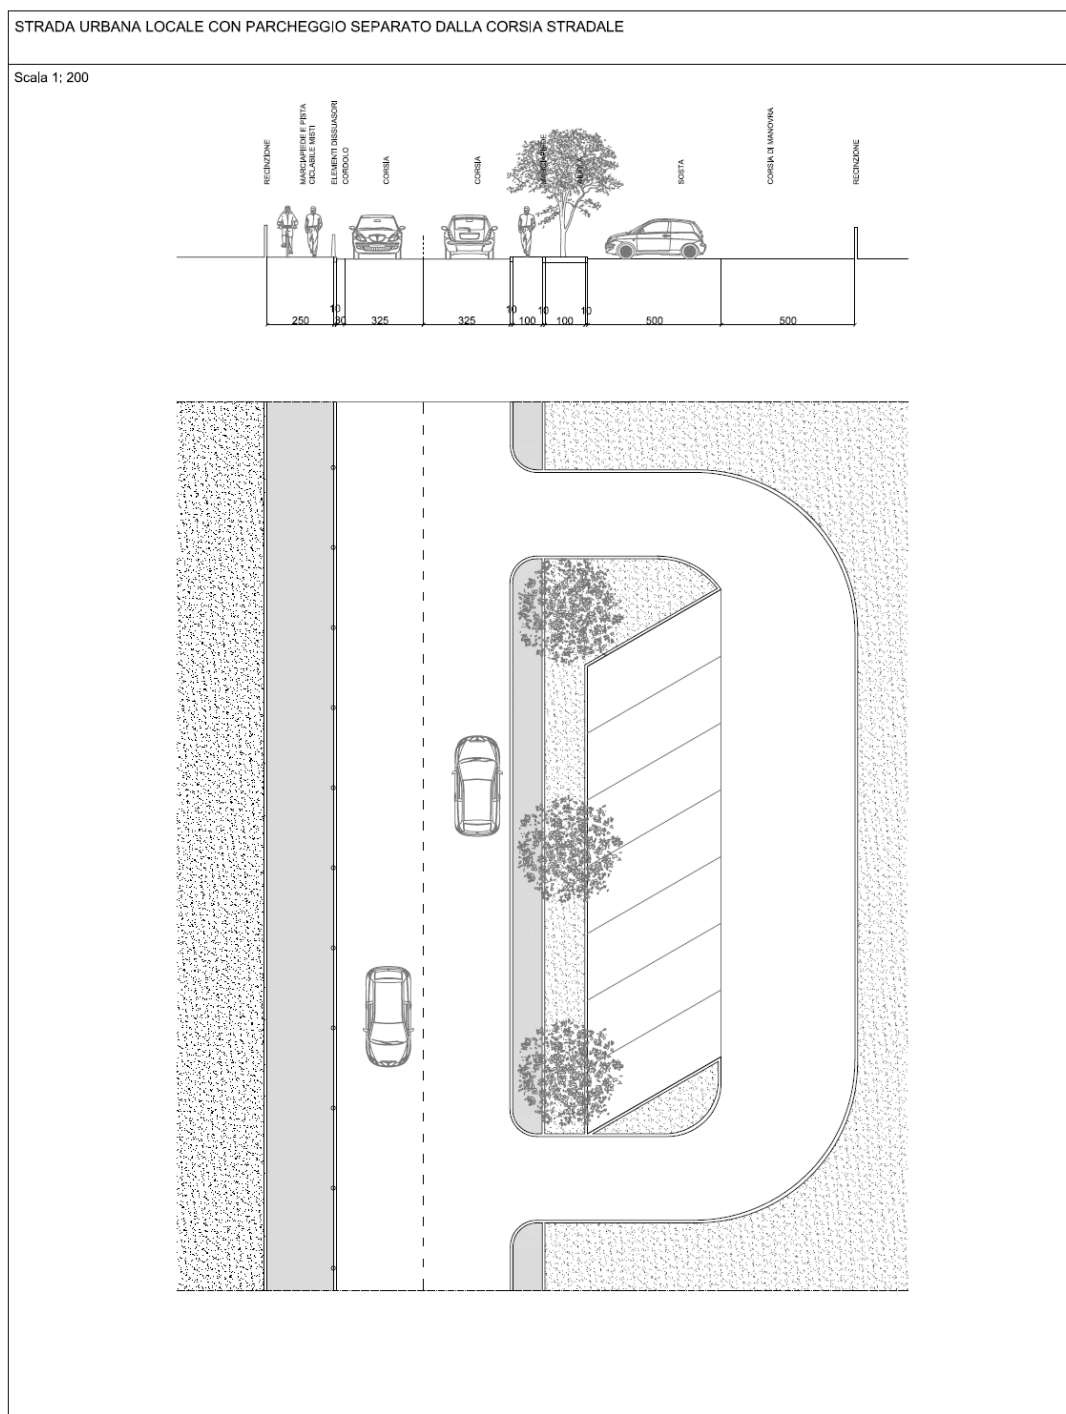 STRADA URBANA LOCALE CON PARCHEGGIO SEPARATO DALLA CORSIA STRADALE
Scala 1: 200
RECINZIONE
MARCIAPIEDE E PISTA
CICLABILE MISTI
ELEMENTI DISSUASORI
CORDOLO
CORSIA
CORSIA
MARCIAPIEDE
AIUOLA
SOSTA
CORSIA DI MANOVRA
RECINZIONE
10
10
10
10
250
30
325
325
100
100
500
500